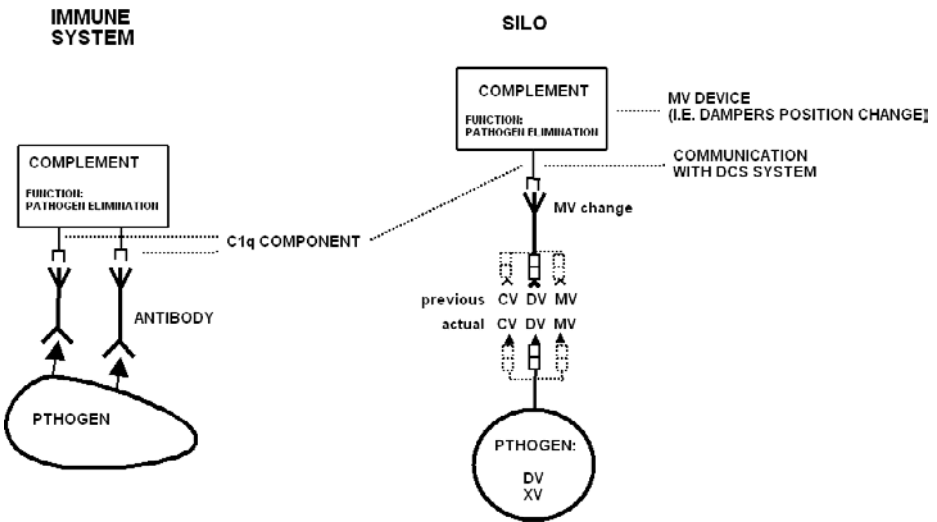 IMMUNE
SYSTEM
SILO
COMPLEMENT
FUNCTION:
PATHOGEN ELIMINATION
MV DEVICE
(I.E. DAMPERS POSITION CHANGE)
COMMUNICATION
WITH DCS SYSTEM
COMPLEMENT
FUNCTION:
PATHOGEN ELIMINATION
MV change
C1q COMPONENT
previous CV DV MV
actual CV DV MV
ANTIBODY
PTHOGEN
PTHOGEN:
DV
XV